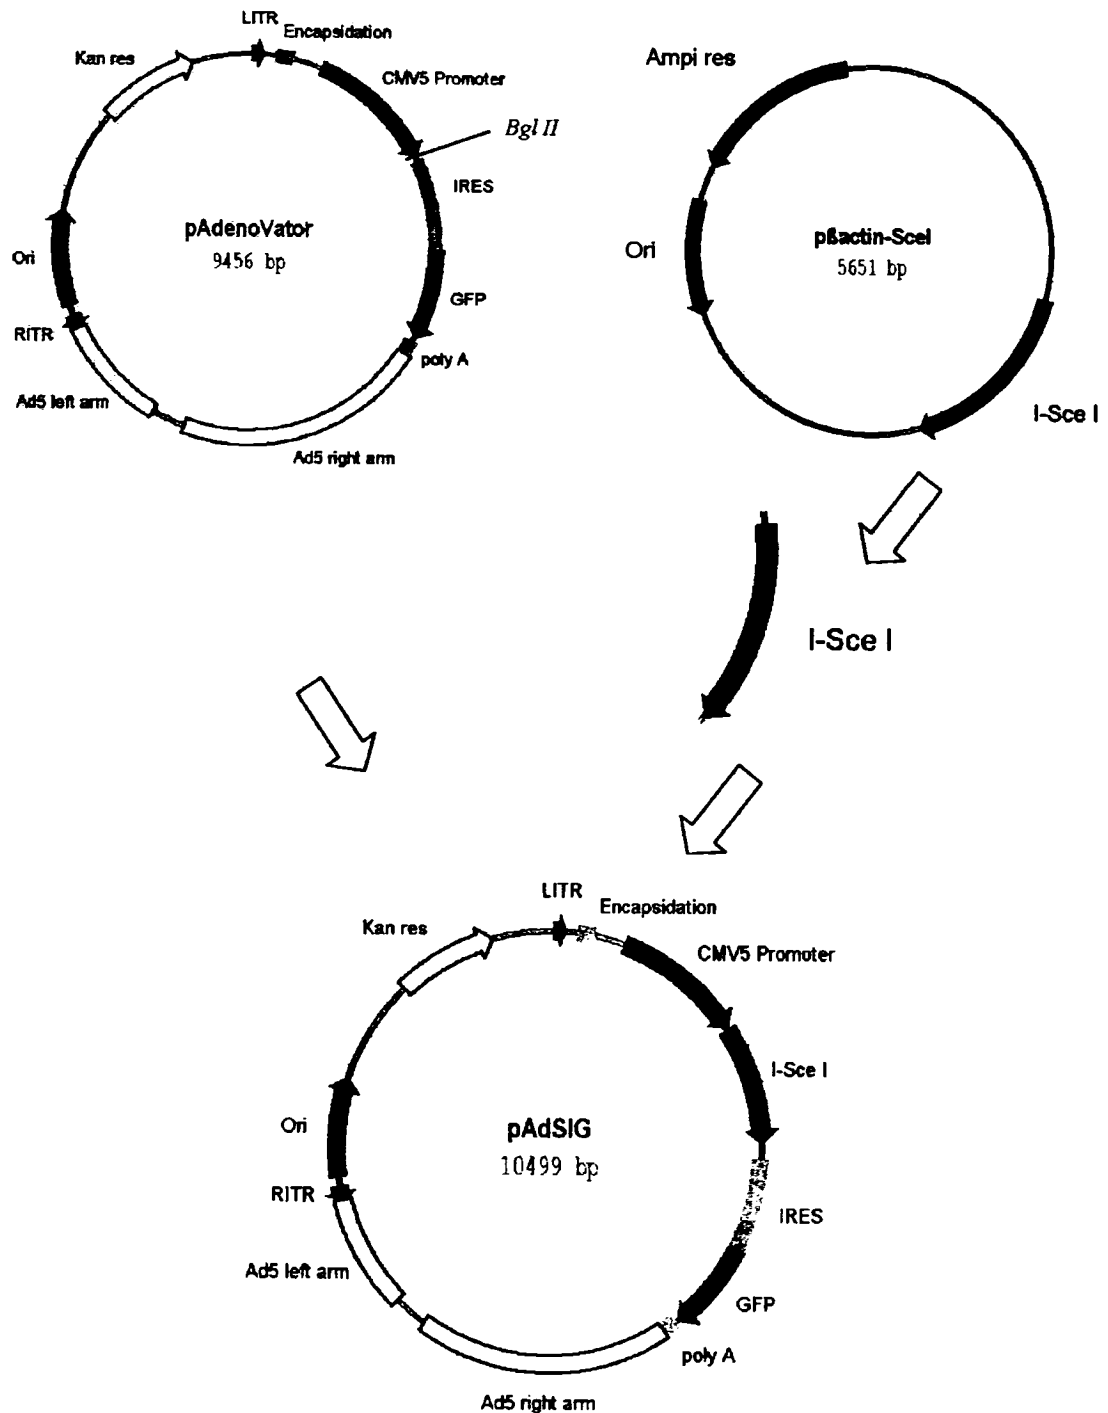 LITR
Encapsidation
Kan res
CMV5 Promoter
Bgl II
IRES
pAdenoVator
9456 bp
Ori
GFP
RITR
poly A
Ad5 left arm
Ad5 right arm
Ampi res
Ori
pßactin-SceI
5651 bp
I-Sce I
I-Sce I
LITR
Encapsidation
Kan res
CMV5 Promoter
I-Sce I
Ori
pAdSIG
10499 bp
RITR
IRES
Ad5 left arm
GFP
poly A
Ad5 right arm